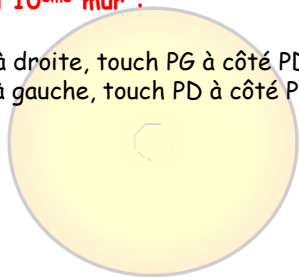 10ème mur :
à droite, touch PG à côté PD
à gauche, touch PD à côté P